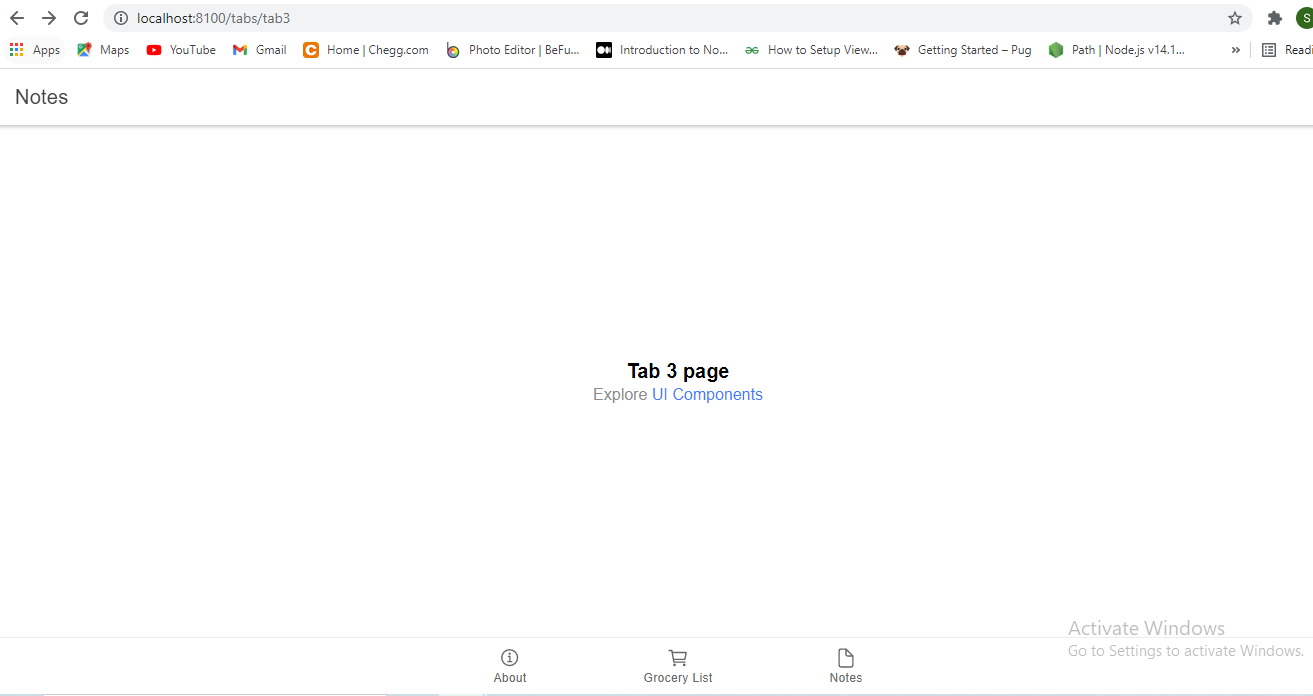 localhost:8100/tabs/tab3
S
Apps Maps YouTube Gmail Home | Chegg.com Photo Editor | BeFu... Introduction to No... How to Setup View... Getting Started – Pug Path | Node.js v14.1... » Readi
Notes
Tab 3 page
Explore UI Components
Activate Windows
Go to Settings to activate Windows.
About Grocery List Notes